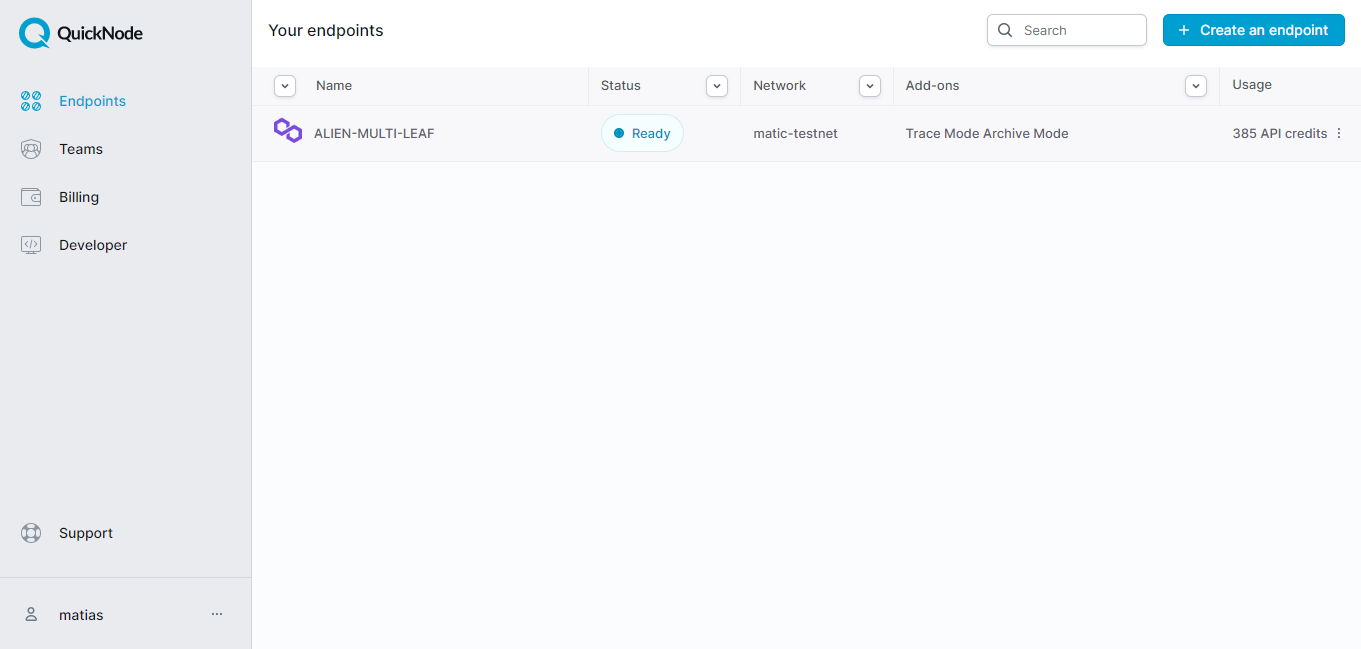 QuickNode
Endpoints
Teams
Billing
Developer
Support
matias
Your endpoints
Search
+ Create an endpoint
Name Status Network Add-ons Usage
ALIEN-MULTI-LEAF Ready matic-testnet Trace Mode Archive Mode 385 API credits